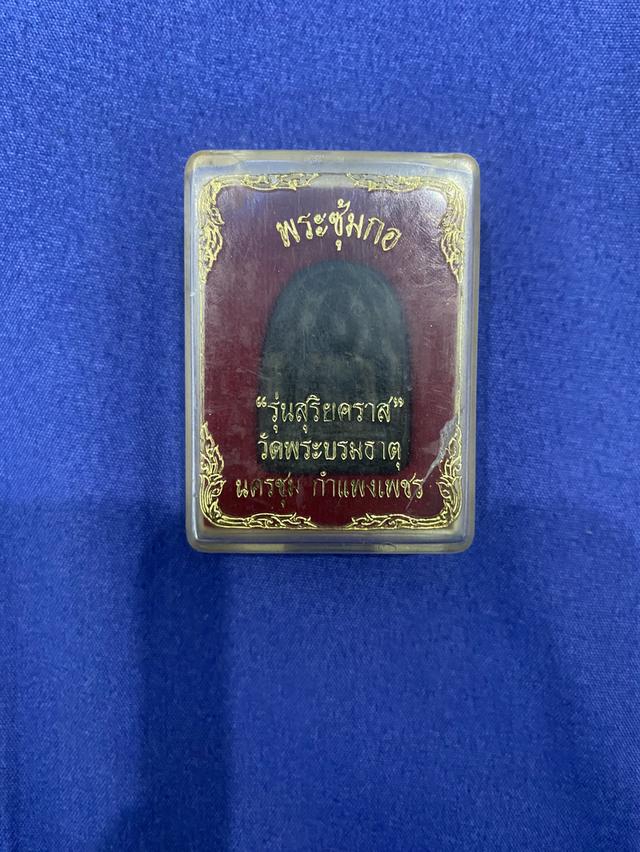 พระซุ้มกอ
“รุ่นสุริยคราส”
วัดพระบรมธาตุ
นครชุม กำแพงเพชร